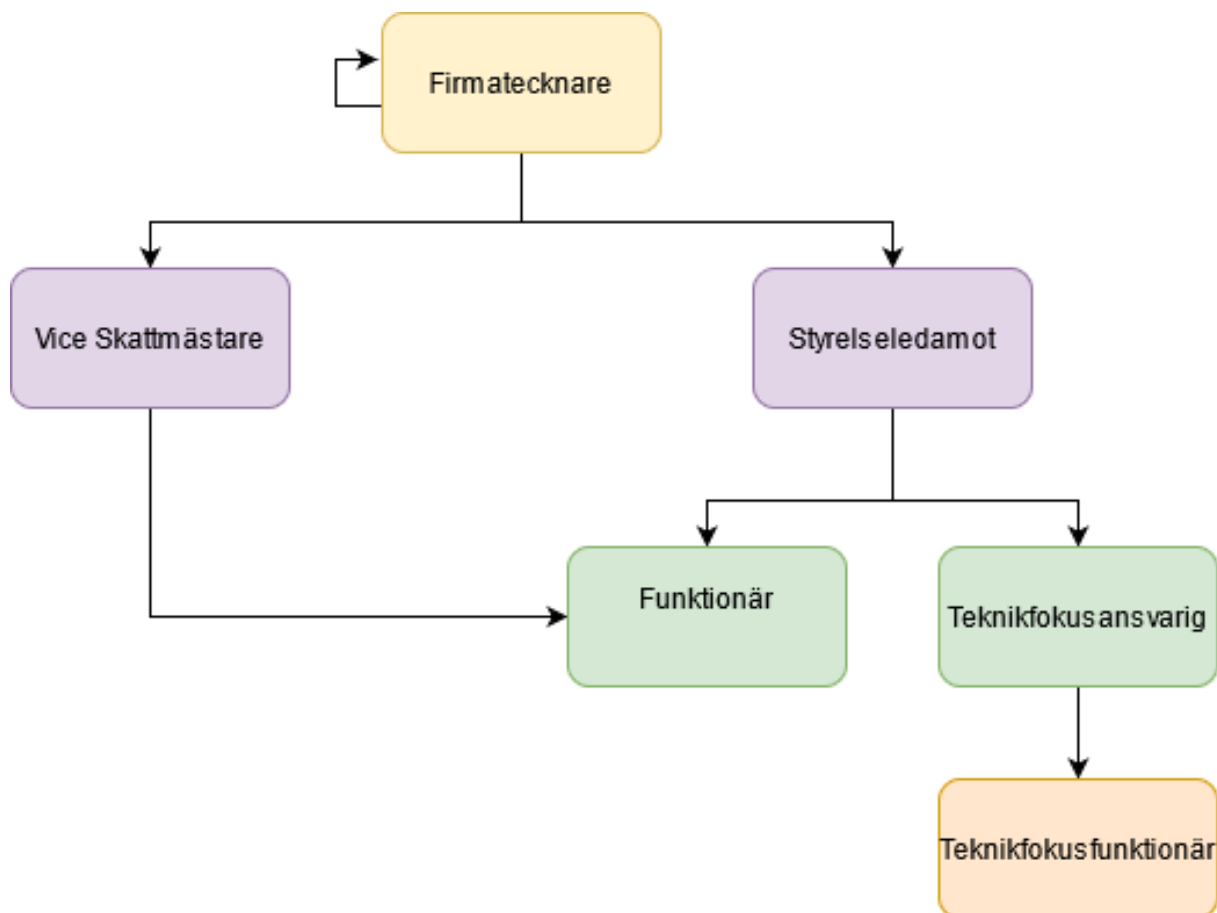 Firmatecknare
Vice Skattmästare
Styrelseledamot
Funktionär
Teknikfokusansvarig
Teknikfokusfunktionär